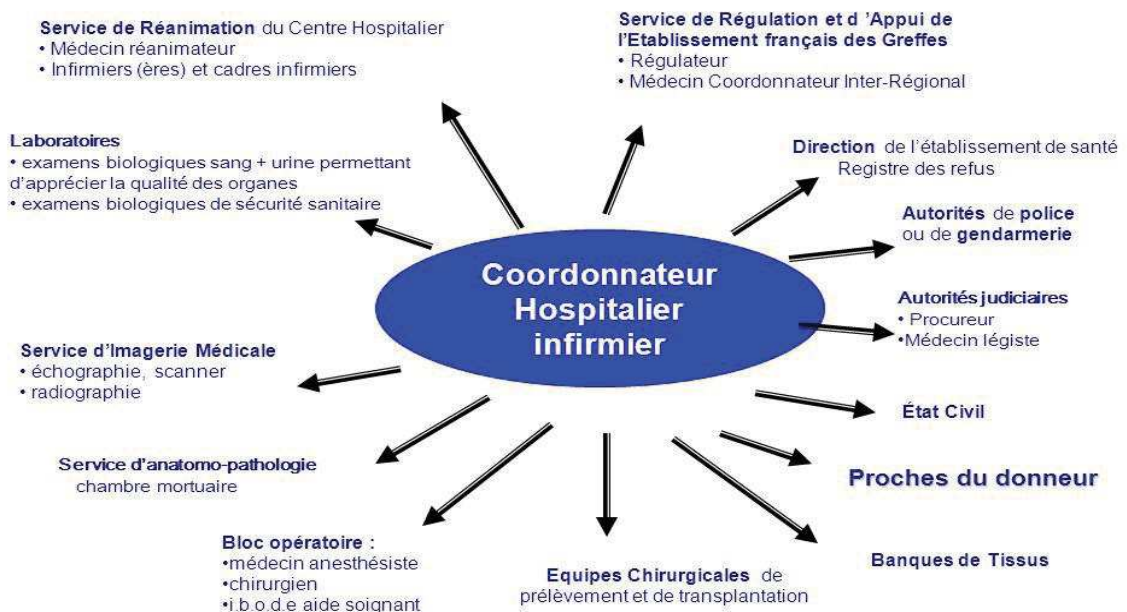 Service de Réanimation du Centre Hospitalier
• Médecin réanimateur
• Infirmiers (ères) et cadres infirmiers
Service de Régulation et d 'Appui de
l'Etablissement français des Greffes
• Régulateur
• Médecin Coordonnateur Inter-Régional
Laboratoires
• examens biologiques sang + urine permettant
d'apprécier la qualité des organes
• examens biologiques de sécurité sanitaire
Direction de l'établissement de santé
Registre des refus
Autorités de police
ou de gendarmerie
Coordonnateur
Hospitalier
infirmier
Autorités judiciaires
• Procureur
•Médecin légiste
Service d'Imagerie Médicale
• échographie, scanner
• radiographie
État Civil
Service d'anatomo-pathologie
chambre mortuaire
Proches du donneur
Bloc opératoire :
•médecin anesthésiste
•chirurgien
•i.b.o.d.e aide soignant
Equipes Chirurgicales de
prélèvement et de transplantation
Banques de Tissus